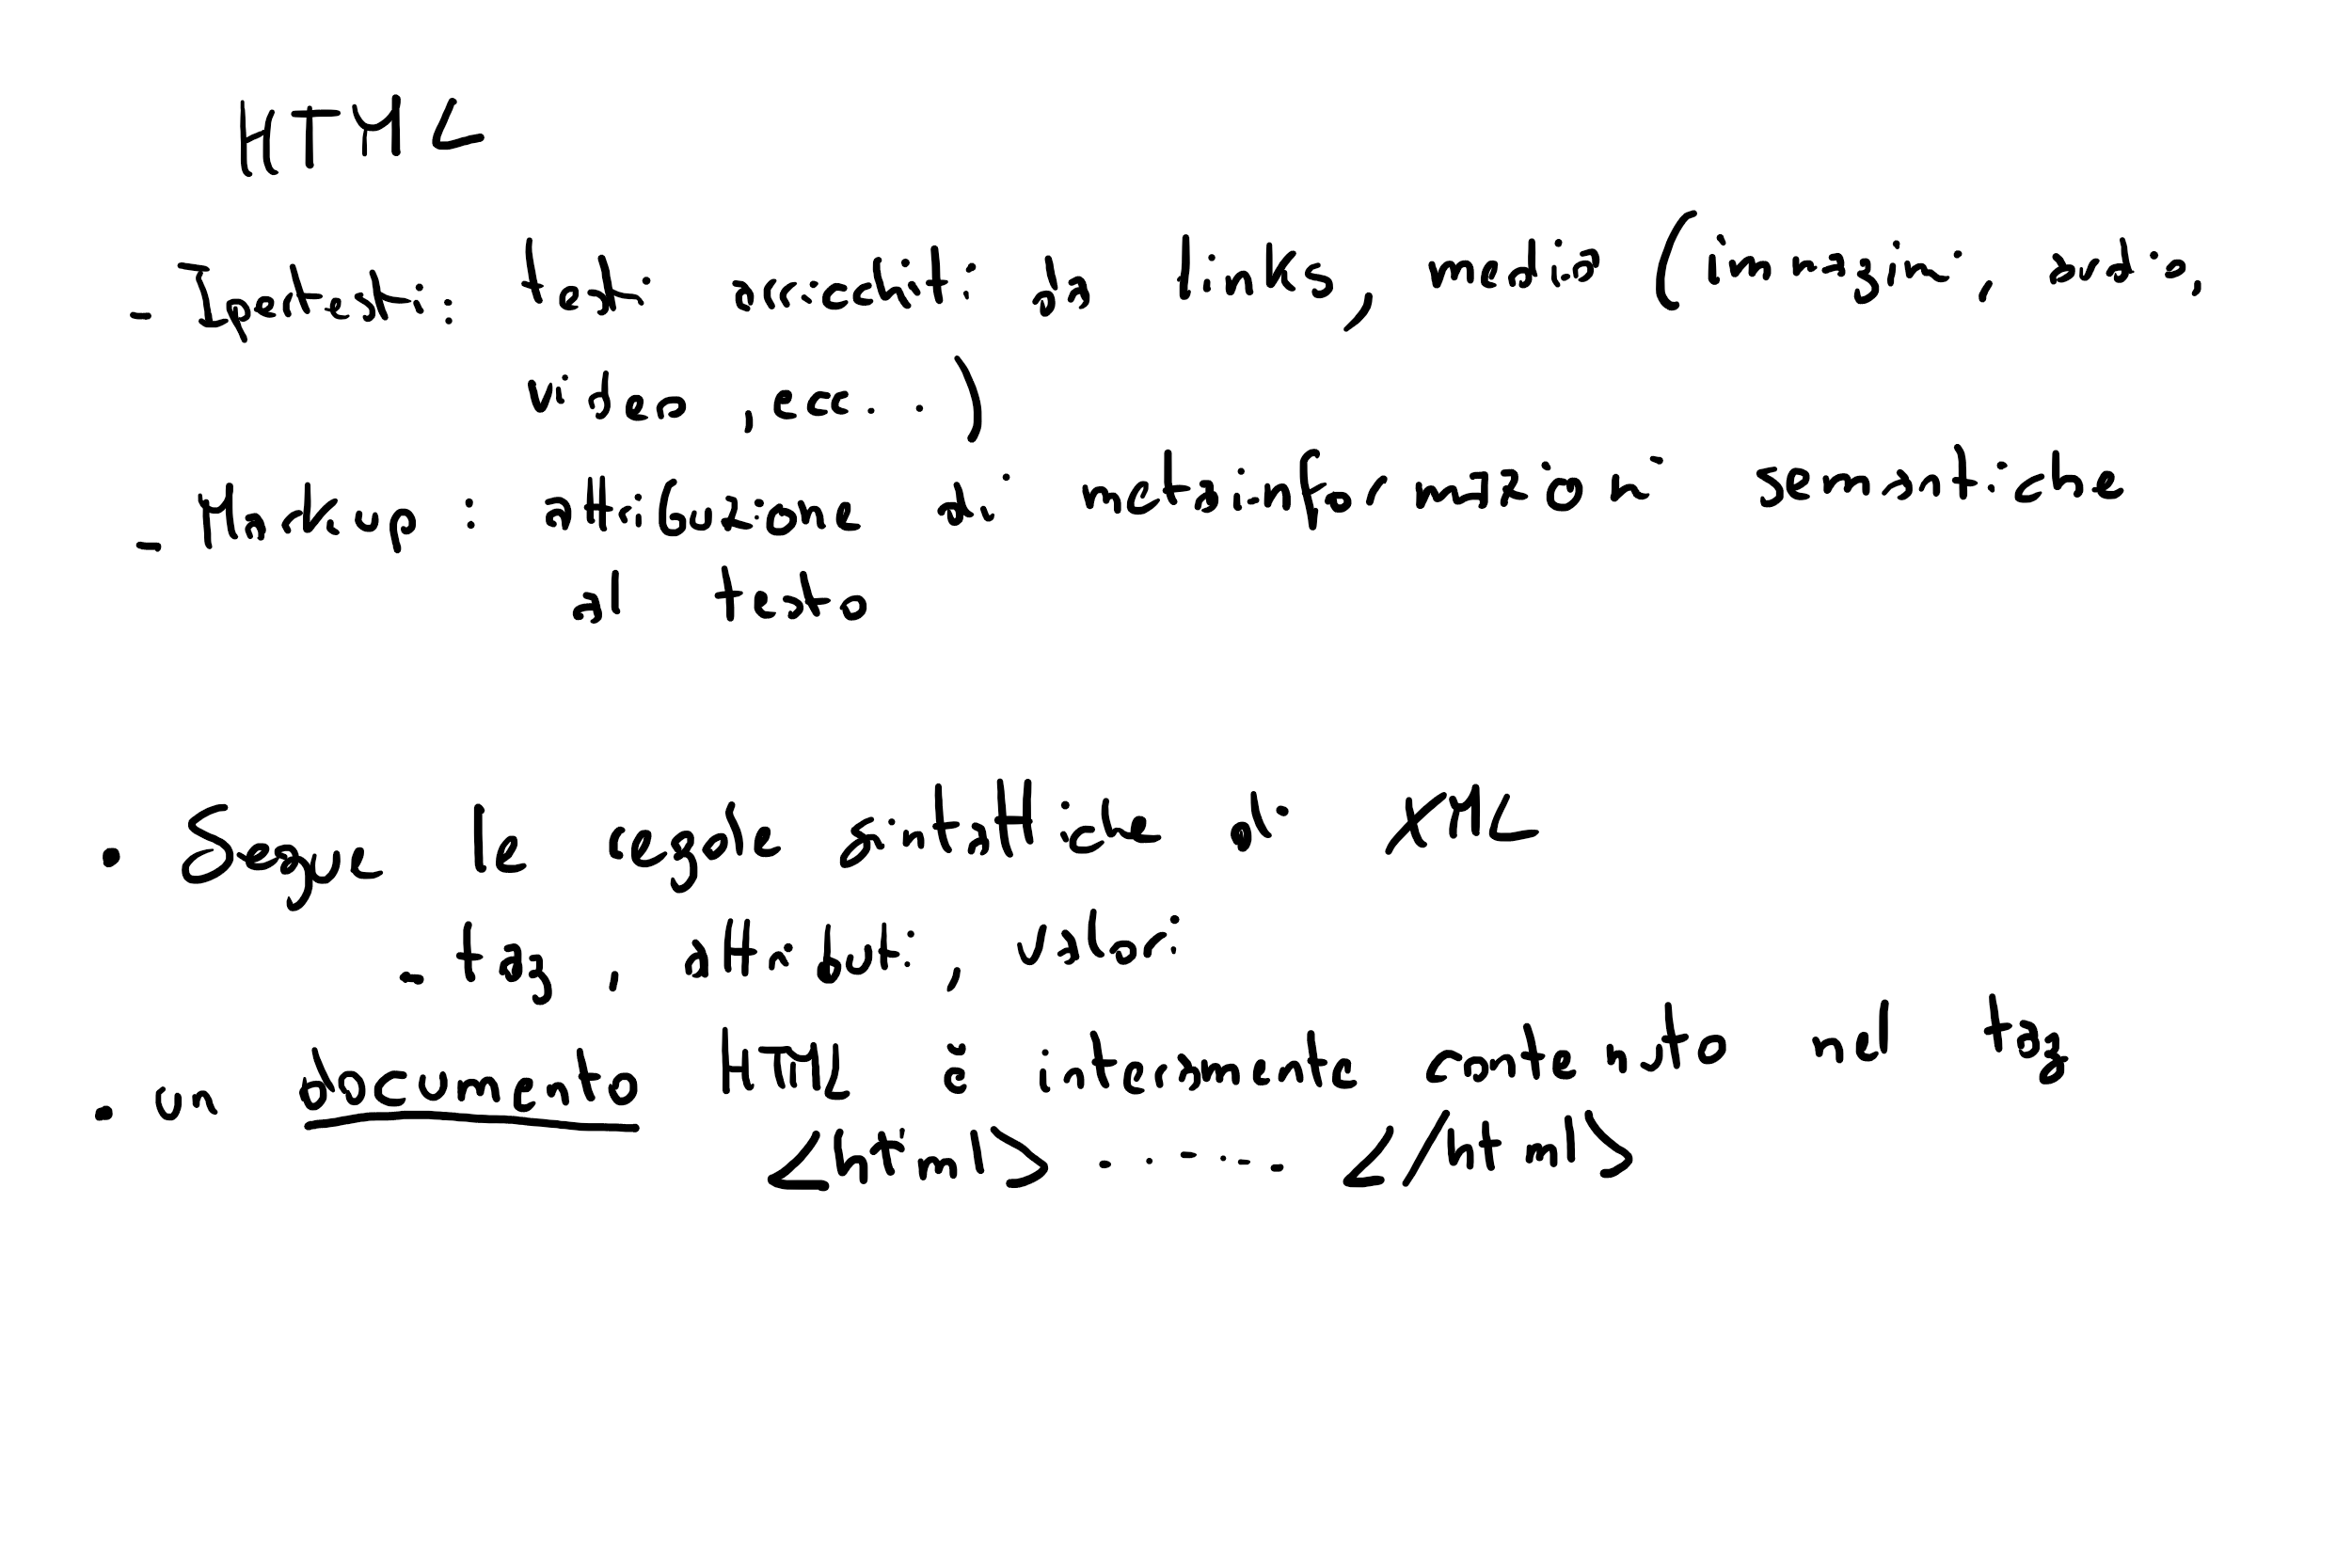 HTML
- Ipertesti: testi arricchiti da links, media (immagini, audio,
video, ecc..)
- Markup: attribuzione di metainformazioni semantiche
al testo
• Segue le regole sintattiche di XML
- tag, attributi, valori
• un documento HTML è interamente contenuto nel tag
<html> ..... </html>